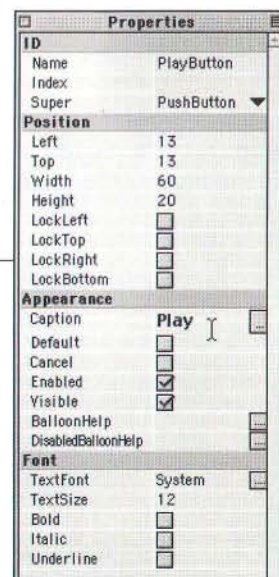 Properties
ID
Name PlayButton
Index
Super PushButton
Position
Left 13
Top 13
Width 60
Height 20
LockLeft
LockTop
LockRight
LockBottom
Appearance
Caption Play
Default
Cancel
Enabled
Visible
BalloonHelp
DisabledBalloonHelp
Font
TextFont System
TextSize 12
Bold
Italic
Underline